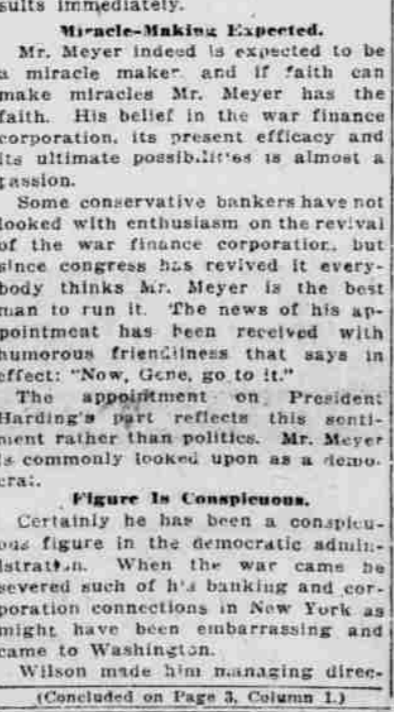 sults immediately.
Miracle-Making Expected.
Mr. Meyer indeed is expected to be
a miracle maker and if faith can
make miracles Mr. Meyer has the
faith. His belief in the war finance
corporation, its present efficacy and
its ultimate possibilities is almost a
passion.
Some conservative bankers have not
looked with enthusiasm on the revival
of the war finance corporation, but
since congress has revived it every-
body thinks Mr. Meyer is the best
man to run it. The news of his ap-
pointment has been received with
humorous friendliness that says in
effect: "Now, Gene, go to it."
The appointment on President
Harding's part reflects this senti-
ment rather than politics. Mr. Meyer
is commonly looked upon as a demo-
crat.
Figure Is Conspicuous.
Certainly he has been a conspicu-
ous figure in the democratic admin-
istration. When the war came he
severed such of his banking and cor-
poration connections in New York as
might have been embarrassing and
came to Washington.
Wilson made him managing direc-
(Concluded on Page 3, Column 1.)